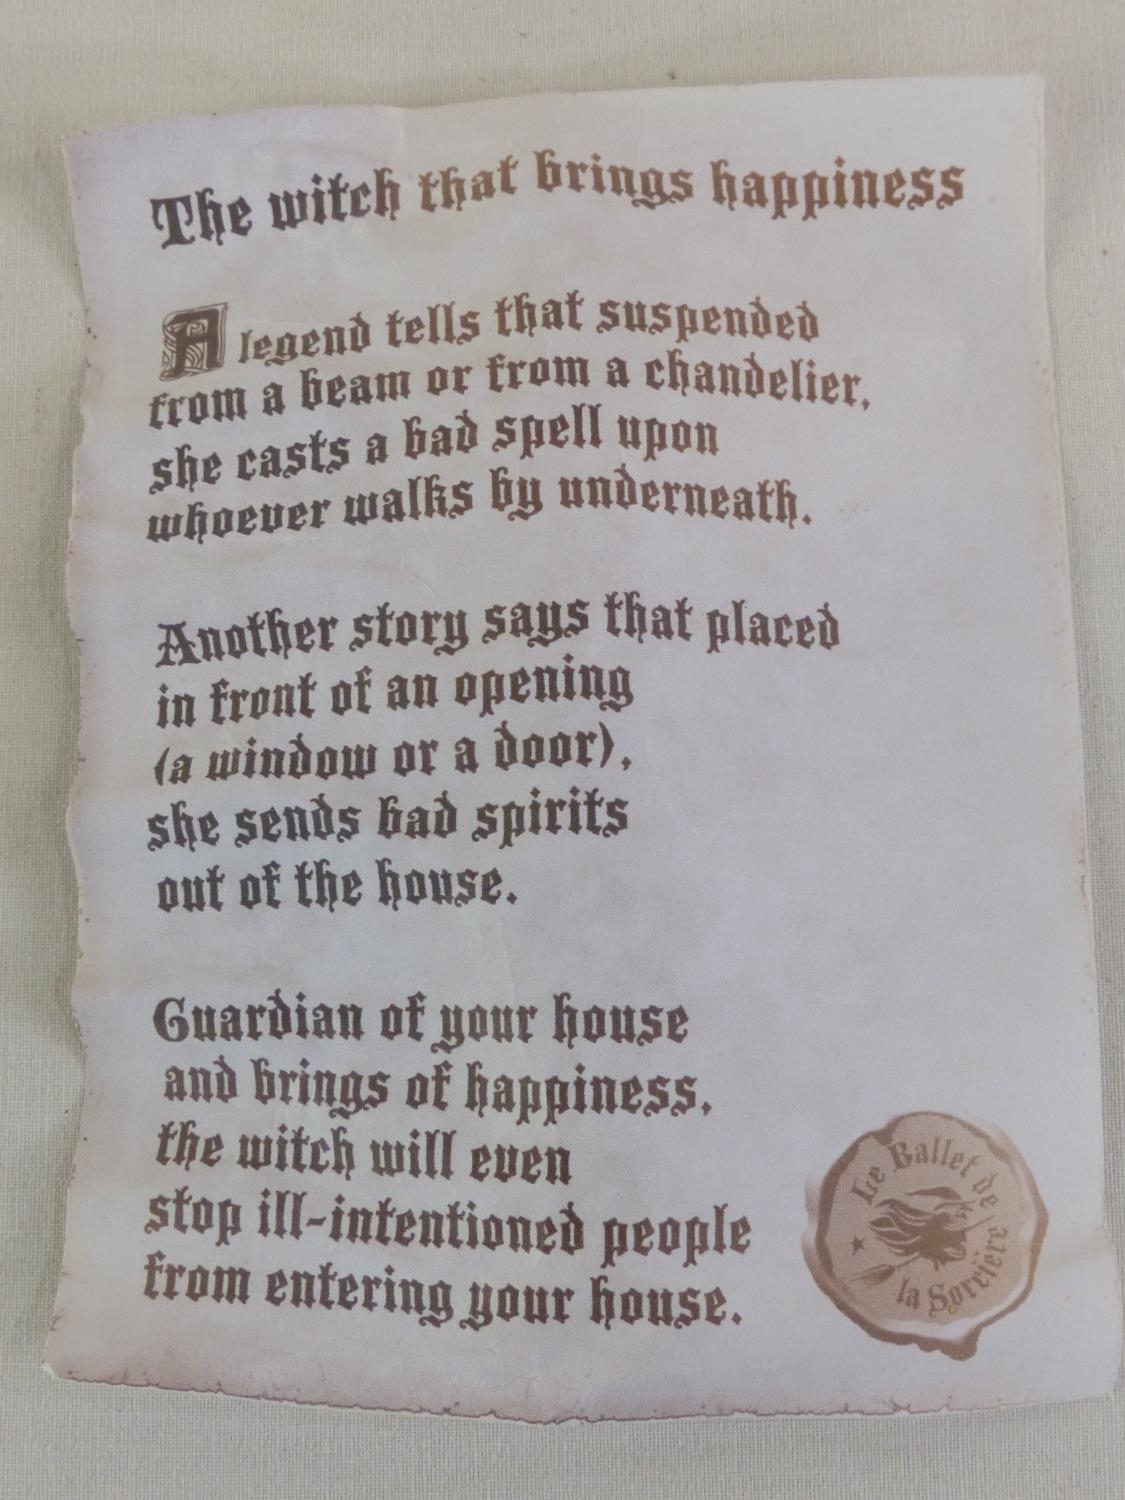 The witch that brings happiness
A legend tells that suspended
from a beam or from a chandelier,
she casts a bad spell upon
whoever walks by underneath.
Another story says that placed
in front of an opening
(a window or a door),
she sends bad spirits
out of the house.
Guardian of your house
and brings of happiness,
the witch will even
stop ill-intentioned people
from entering your house.
Le Ballet de
la Sorcière